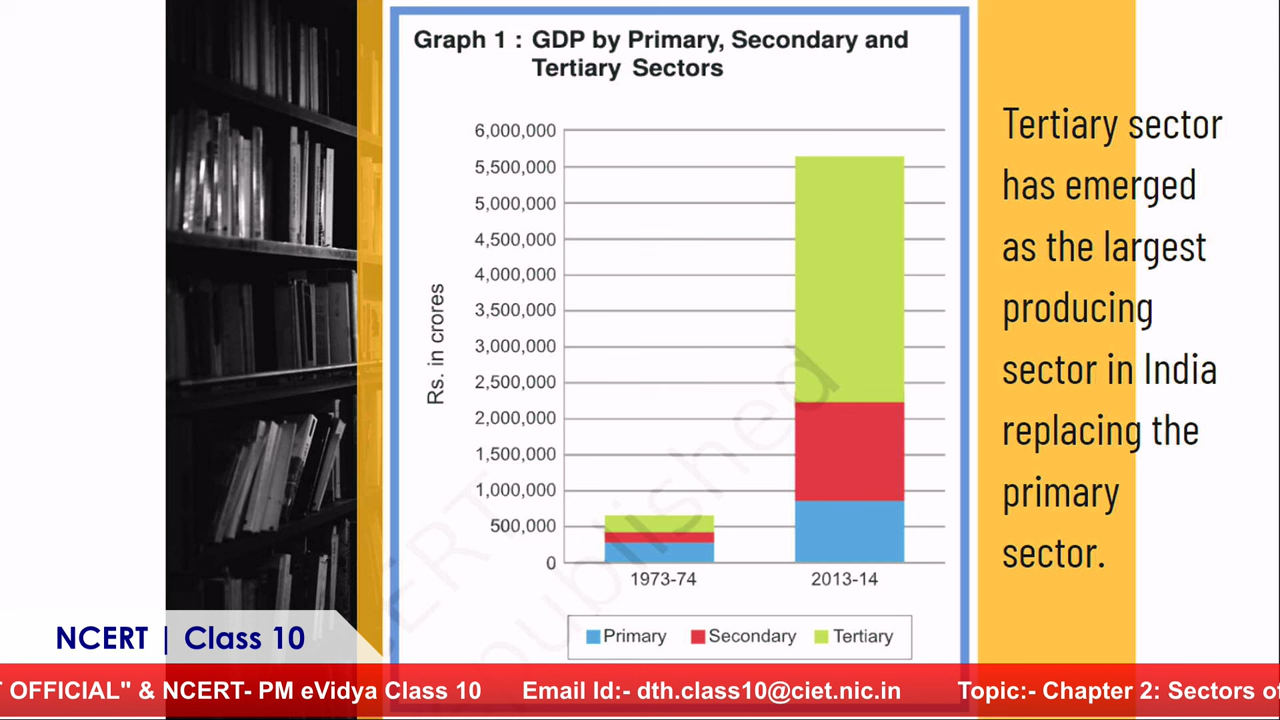 Graph 1 : GDP by Primary, Secondary and
Tertiary Sectors
Rs. in crores
6,000,000
5,500,000
5,000,000
4,500,000
4,000,000
3,500,000
3,000,000
2,500,000
2,000,000
1,500,000
1,000,000
500,000
0
1973-74
2013-14
Primary
Secondary
Tertiary
Tertiary sector
has emerged
as the largest
producing
sector in India
replacing the
primary
sector.
NCERT | Class 10
T OFFICIAL" & NCERT- PM eVidya Class 10 Email Id:- dth.class10@ciet.nic.in Topic:- Chapter 2: Sectors of